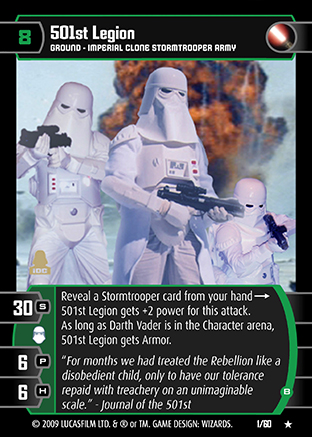 8
501st Legion
GROUND - IMPERIAL CLONE STORMTROOPER ARMY
30 S
Reveal a Stormtrooper card from your hand →
501st Legion gets +2 power for this attack.
As long as Darth Vader is in the Character arena,
501st Legion gets Armor.
6 P
6 H
“For months we had treated the Rebellion like a
disobedient child, only to have our tolerance
repaid with treachery on an unimaginable
scale.” - Journal of the 501st
B
© 2009 LUCASFILM LTD. & ® or TM. GAME DESIGN: WIZARDS.
1/60 ★